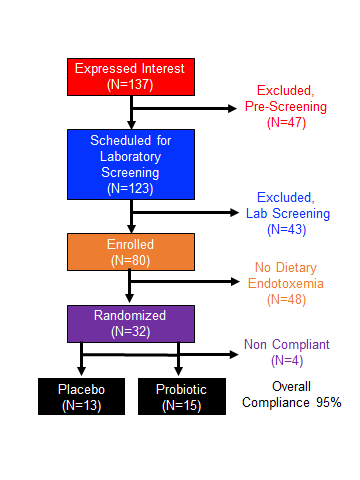 Expressed Interest
(N=137)
Excluded,
Pre-Screening
(N=47)
Scheduled for
Laboratory
Screening
(N=123)
Excluded,
Lab Screening
(N=43)
Enrolled
(N=80)
No Dietary
Endotoxemia
(N=48)
Randomized
(N=32)
Non Compliant
(N=4)
Placebo
(N=13)
Probiotic
(N=15)
Overall
Compliance 95%